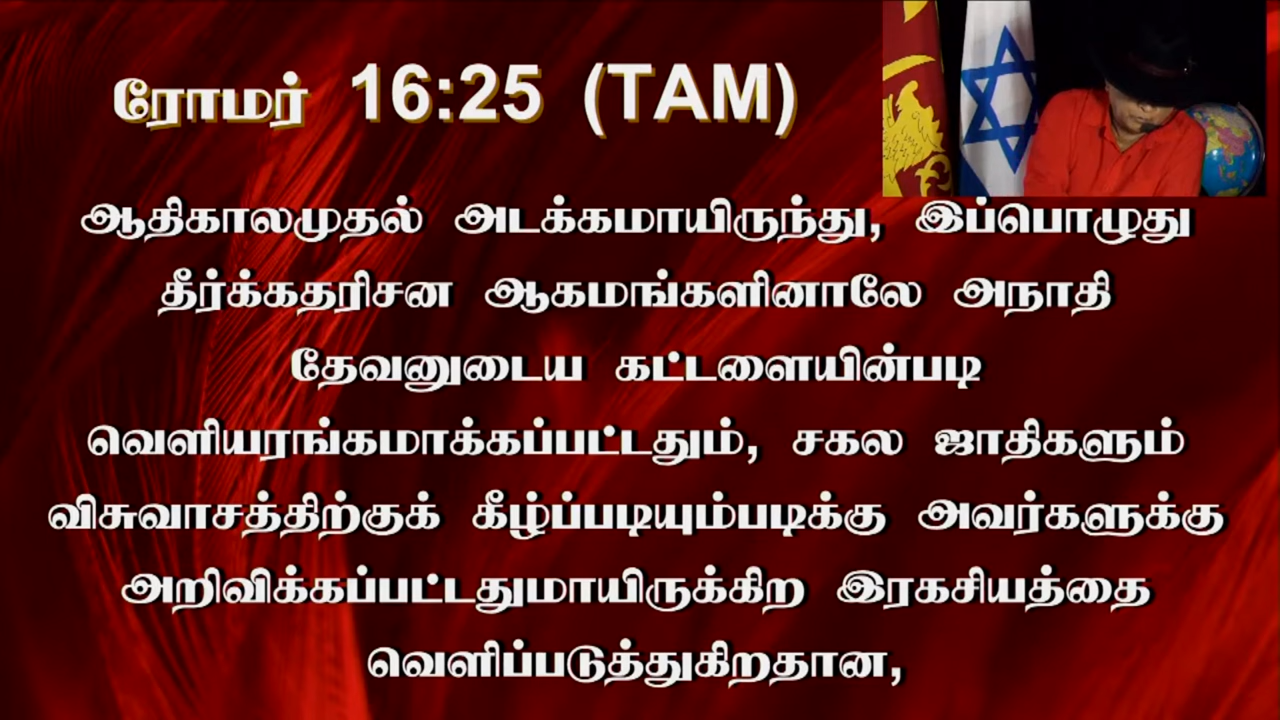 ரோமர் 16:25 (TAM)
ஆதிகாலமுதல் அடக்கமாயிருந்து, இப்பொழுது
தீர்க்கதரிசன ஆகமங்களினாலே அநாதி
தேவனுடைய கட்டளையின்படி
வெளியரங்கமாக்கப்பட்டதும், சகல ஜாதிகளும்
விசுவாசத்திற்குக் கீழ்ப்படியும்படிக்கு அவர்களுக்கு
அறிவிக்கப்பட்டதுமாயிருக்கிற இரகசியத்தை
வெளிப்படுத்துகிறதான,